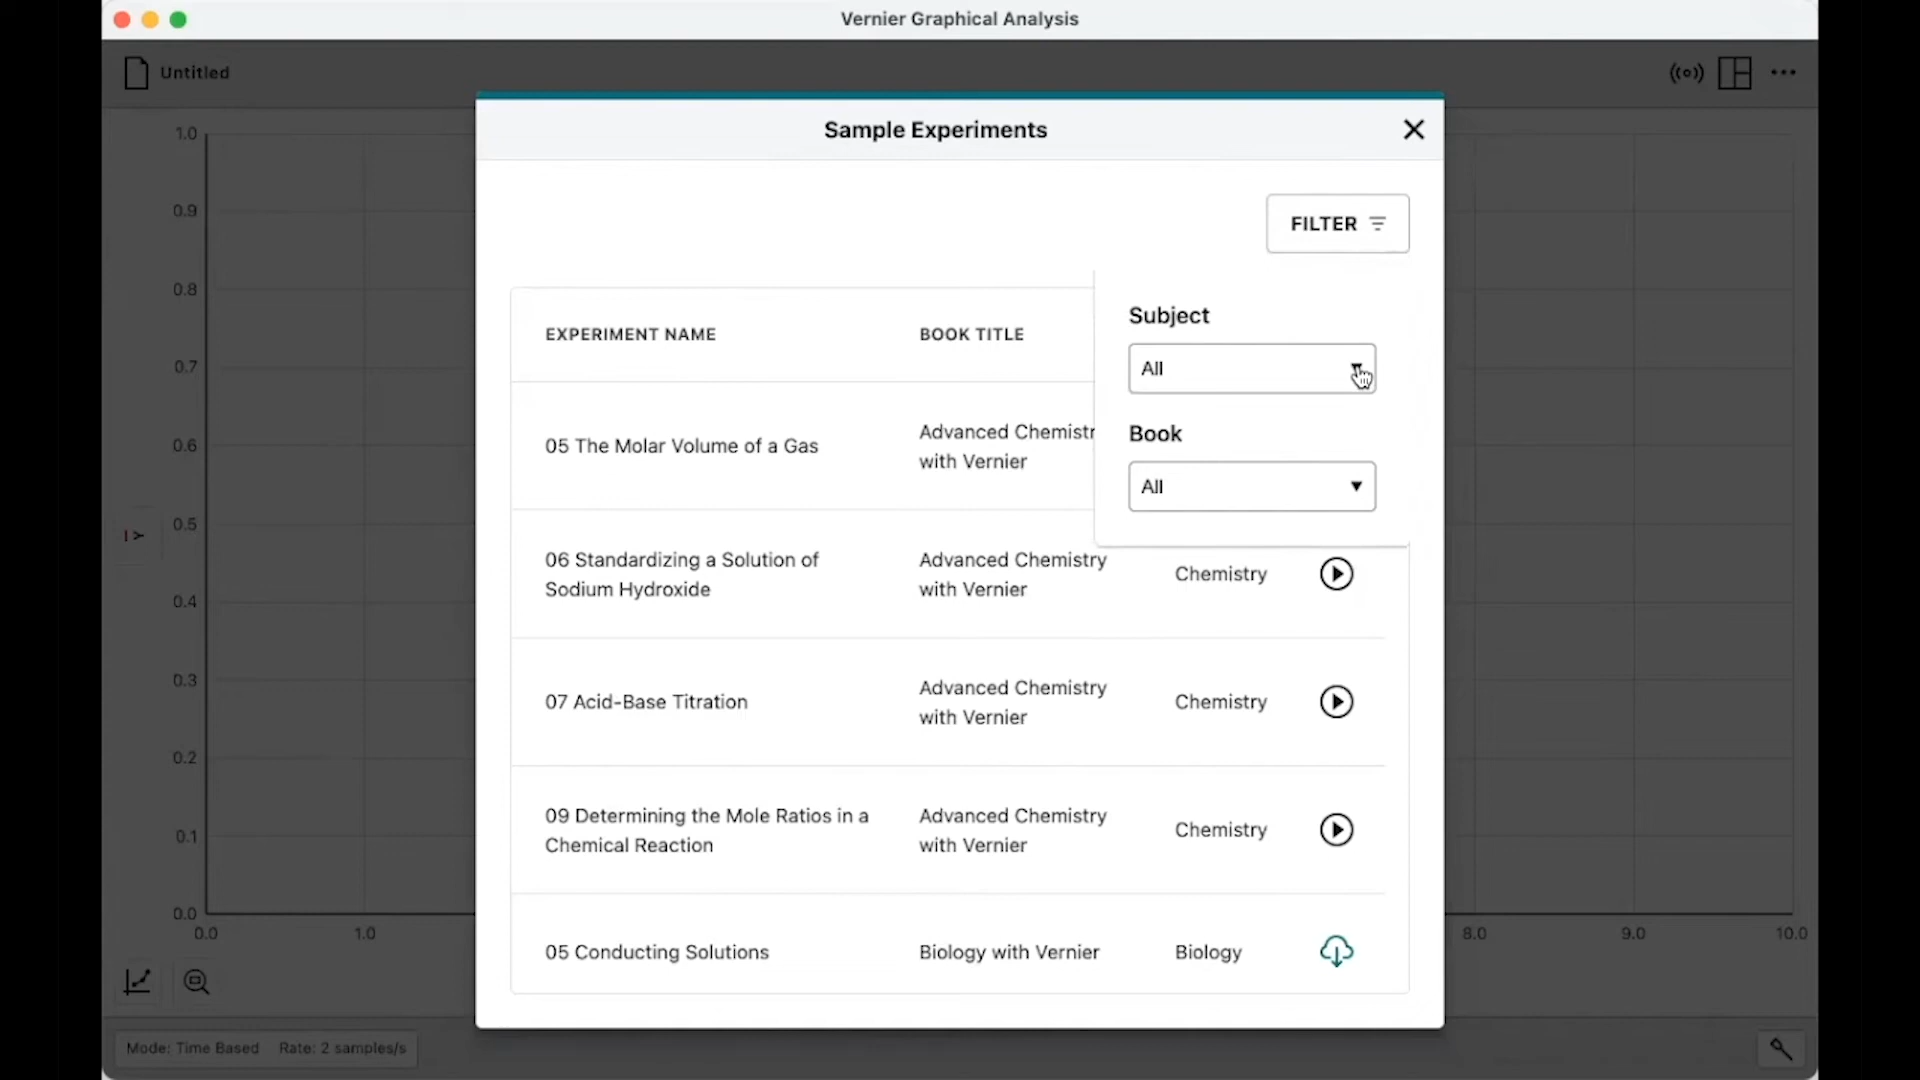 Vernier Graphical Analysis
Untitled
Sample Experiments
FILTER
Subject
All
Book
All
EXPERIMENT NAME
BOOK TITLE
05 The Molar Volume of a Gas
Advanced Chemistr
with Vernier
06 Standardizing a Solution of
Sodium Hydroxide
Advanced Chemistry
with Vernier
Chemistry
07 Acid-Base Titration
Advanced Chemistry
with Vernier
Chemistry
09 Determining the Mole Ratios in a
Chemical Reaction
Advanced Chemistry
with Vernier
Chemistry
05 Conducting Solutions
Biology with Vernier
Biology
1.0
0.9
0.8
0.7
0.6
0.5
0.4
0.3
0.2
0.1
0.0
Y
0.0
1.0
8.0
9.0
10.0
Mode: Time Based
Rate: 2 samples/s